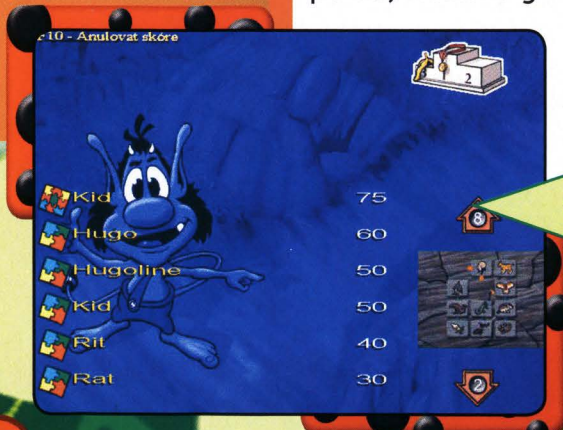 10 - Anulovat skóre
2
Kid 75
8
Hugo 60
Hugoline 50
Kid 50
Rit 40
Rat 30
2